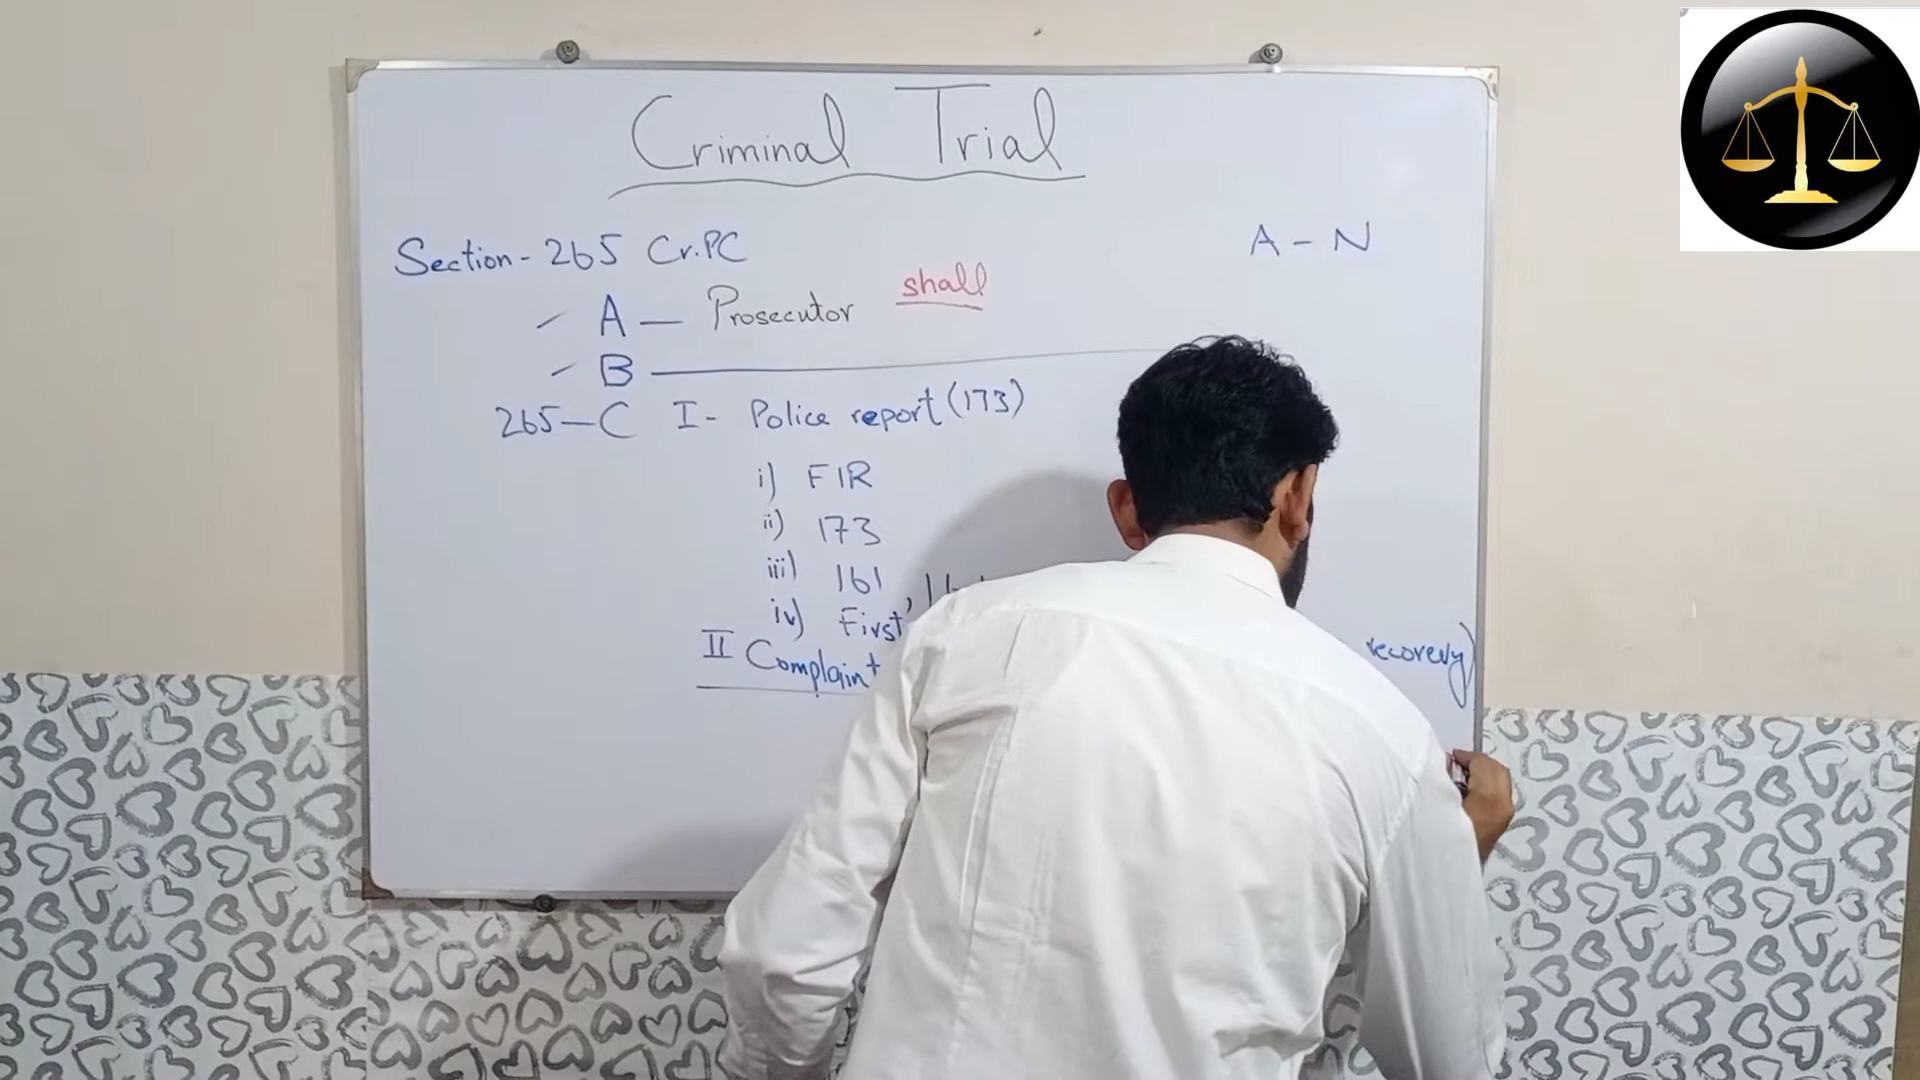 Criminal Trial
Section - 265 Cr.PC A - N
A — Prosecutor shall
B
265 - C I - Police report (173)
i) FIR
ii) 173
iii) 161
iv) First recovery)
II Complaint